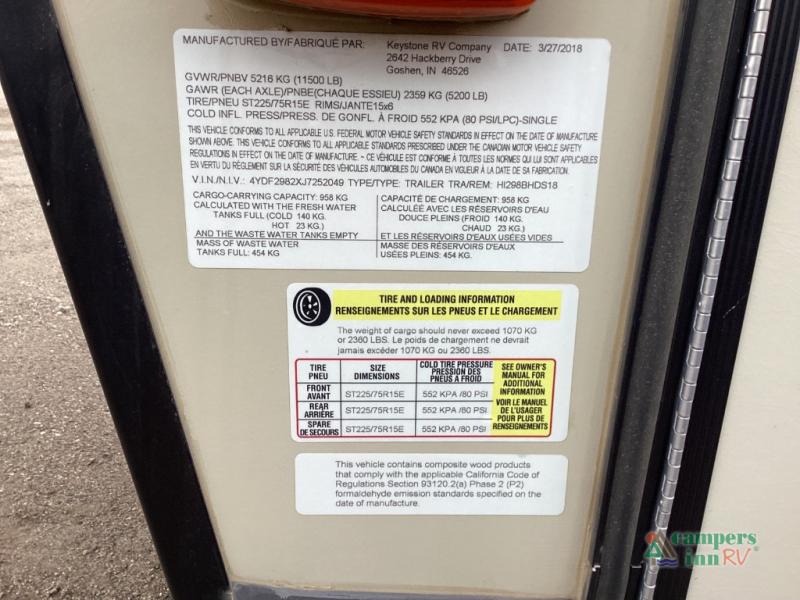 MANUFACTURED BY/FABRIQUÉ PAR: Keystone RV Company DATE: 3/27/2018
2642 Hackberry Drive
Goshen, IN 46526
GVWR/PNBV 5216 KG (11500 LB)
GAWR (EACH AXLE)/PNBE(CHAQUE ESSIEU) 2359 KG (5200 LB)
TIRE/PNEU ST225/75R15E RIMS/JANTE15x6
COLD INFL. PRESS/PRESS. DE GONFL. À FROID 552 KPA (80 PSI/LPC)-SINGLE
THIS VEHICLE CONFORMS TO ALL APPLICABLE U.S. FEDERAL MOTOR VEHICLE SAFETY STANDARDS IN EFFECT ON THE DATE OF MANUFACTURE
SHOWN ABOVE. THIS VEHICLE CONFORMS TO ALL APPLICABLE STANDARDS PRESCRIBED UNDER THE CANADIAN MOTOR VEHICLE SAFETY
REGULATIONS IN EFFECT ON THE DATE OF MANUFACTURE. ~ CE VÉHICULE EST CONFORME À TOUTES LES NORMES QUI LUI SONT APPLICABLES
EN VERTU DU RÈGLEMENT SUR LA SÉCURITÉ DES VÉHICULES AUTOMOBILES DU CANADA EN VIGUEUR À LA DATE DE SA FABRICATION.
V.I.N./N.I.V.: 4YDF2982XJ7252049 TYPE/TYPE: TRAILER TRA/REM: HI298BHDS18
CARGO-CARRYING CAPACITY: 958 KG
CALCULATED WITH THE FRESH WATER
TANKS FULL (COLD 140 KG.
HOT 23 KG.)
AND THE WASTE WATER TANKS EMPTY
MASS OF WASTE WATER
TANKS FULL: 454 KG
CAPACITÉ DE CHARGEMENT: 958 KG
CALCULÉE AVEC LES RÉSERVOIRS D'EAU
DOUCE PLEINS (FROID 140 KG.
CHAUD 23 KG.)
ET LES RÉSERVOIRS D'EAUX USÉES VIDES
MASSE DES RÉSERVOIRS D'EAUX
USÉES PLEINS: 454 KG
TIRE AND LOADING INFORMATION
RENSEIGNEMENTS SUR LES PNEUS ET LE CHARGEMENT
The weight of cargo should never exceed 1070 KG
or 2360 LBS. Le poids de chargement ne devrait
jamais excéder 1070 KG ou 2360 LBS.
TIRE
PNEU
SIZE
DIMENSIONS
COLD TIRE PRESSURE
PRESSION DES
PNEUS A FROID
FRONT
AVANT
ST225/75R15E
552 KPA /80 PSI
REAR
ARRIÈRE
ST225/75R15E
552 KPA /80 PSI
SPARE
DE SECOURS
ST225/75R15E
552 KPA /80 PSI
SEE OWNER'S
MANUAL FOR
ADDITIONAL
INFORMATION
VOIR LE MANUEL
DE L'USAGER
POUR PLUS DE
RENSEIGNEMENTS
This vehicle contains composite wood products
that comply with the applicable California Code of
Regulations Section 93120.2(a) Phase 2 (P2)
formaldehyde emission standards specified on the
date of manufacture.
campers
inn RV